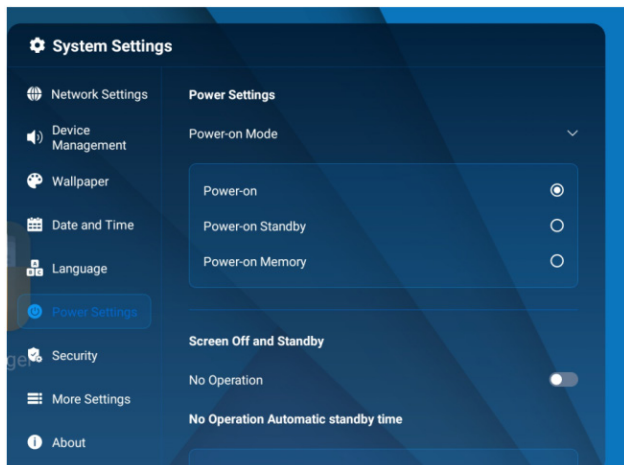 System Settings
Network Settings
Device
Management
Wallpaper
Date and Time
Language
Power Settings
Security
More Settings
About
Power Settings
Power-on Mode
Power-on
Power-on Standby
Power-on Memory
Screen Off and Standby
No Operation
No Operation Automatic standby time